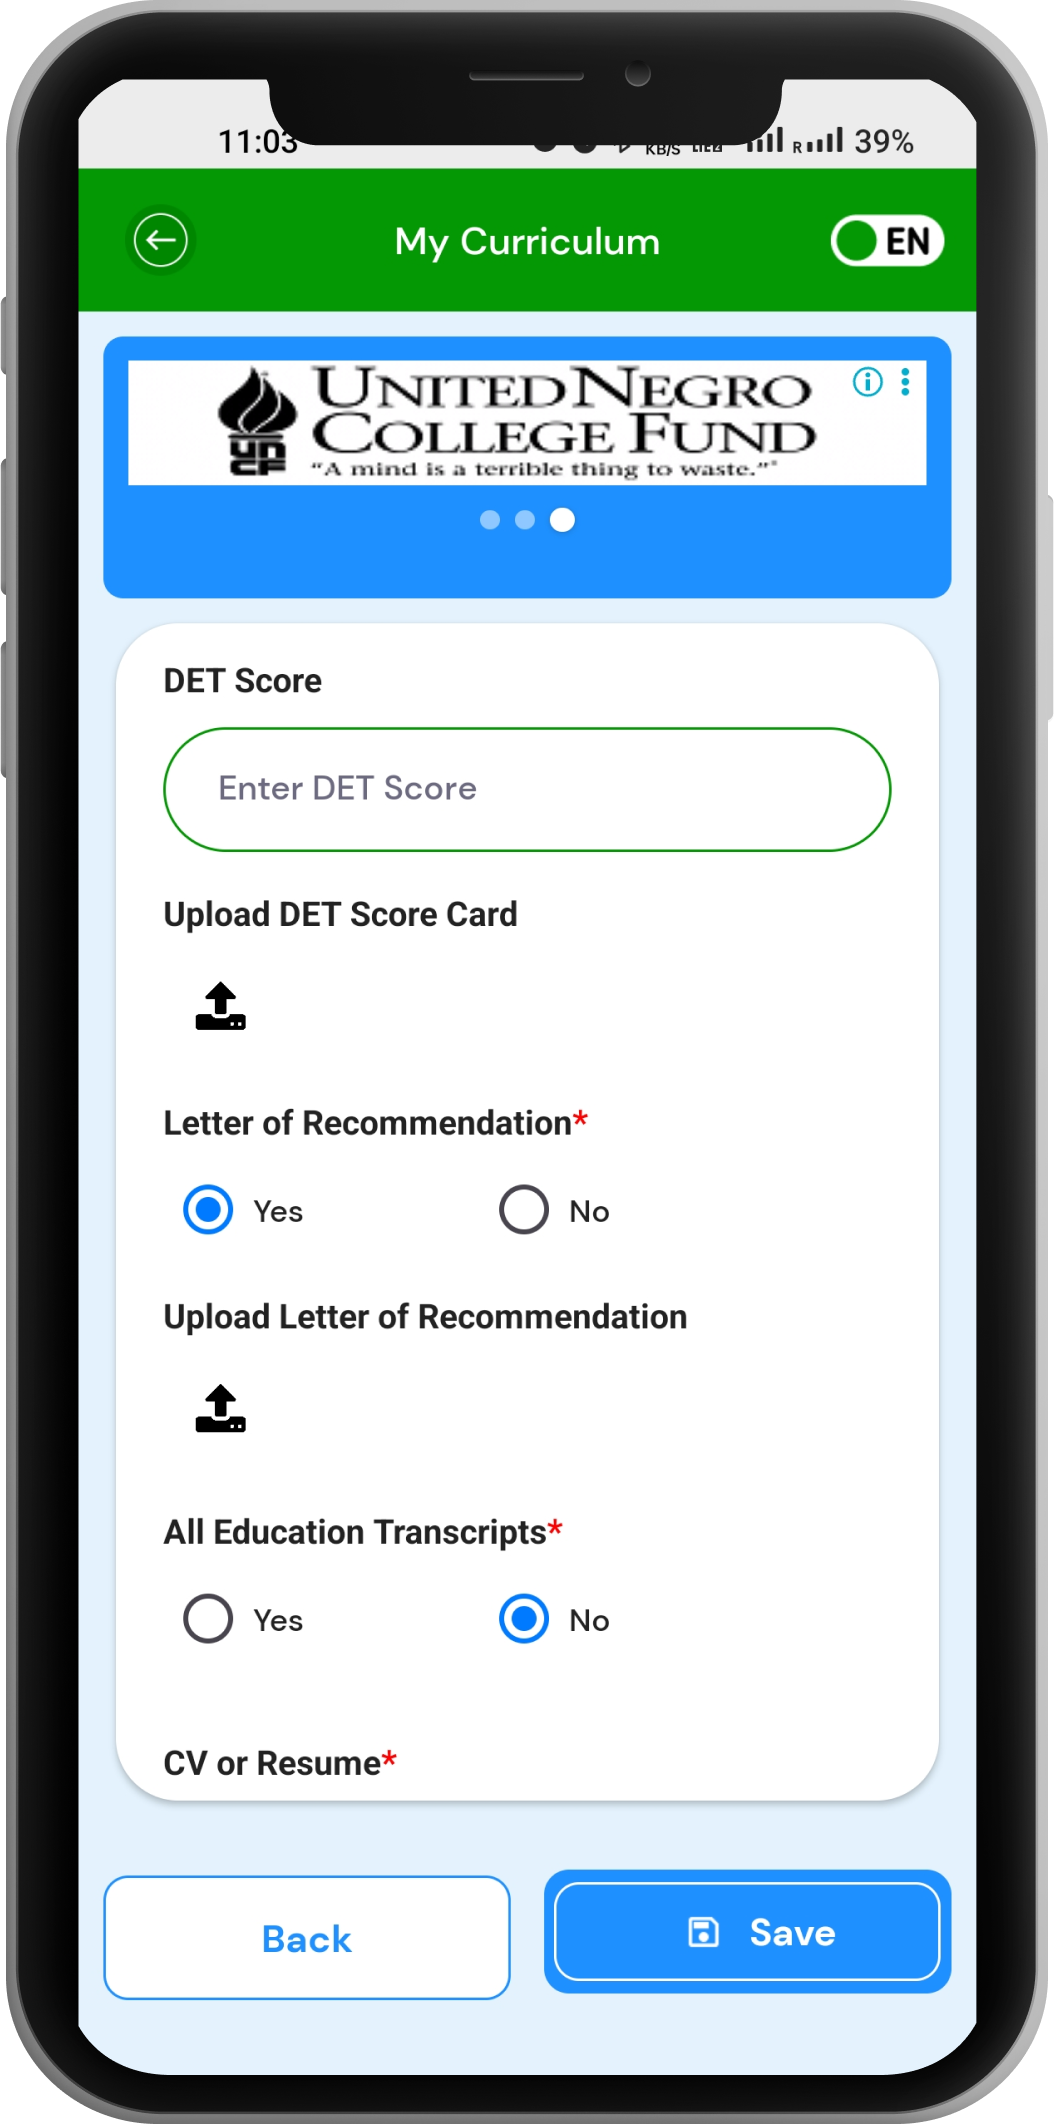 11:03
KB/S
R
39%
My Curriculum
EN
UNITED NEGRO
COLLEGE FUND
UNCF
"A mind is a terrible thing to waste."®
DET Score
Enter DET Score
Upload DET Score Card
Letter of Recommendation*
Yes
No
Upload Letter of Recommendation
All Education Transcripts*
Yes
No
CV or Resume*
Back
Save